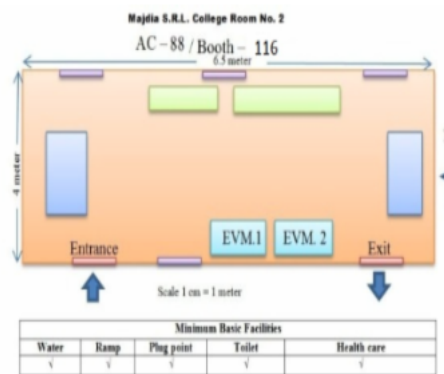 Majdia S.R.L. College Room No. 2
AC – 88 / Booth – 116
6.5 meter
4 meter
EVM.1 EVM. 2
Entrance Exit
Scale 1 cm = 1 meter
Minimum Basic Facilities
Water Ramp Plug point Toilet Health care
√ √ √ √ √